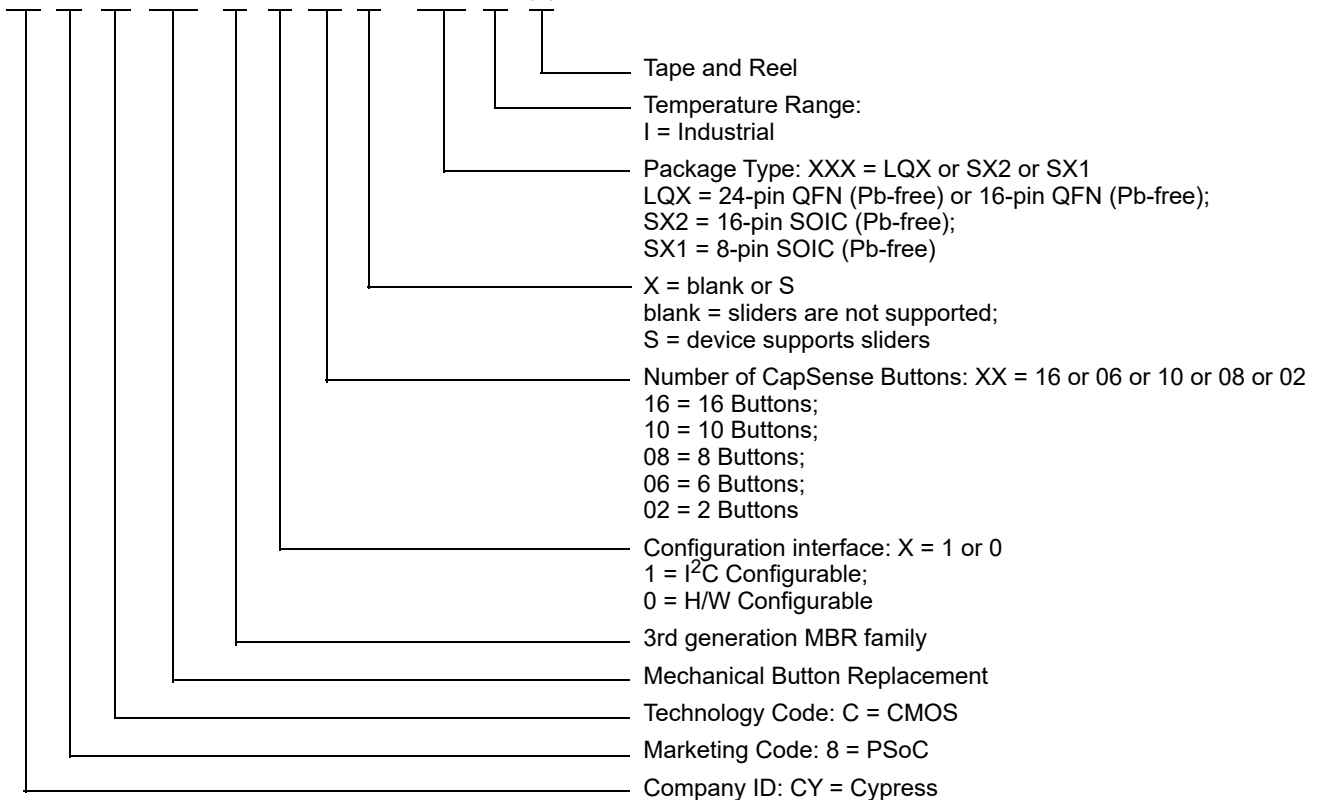 Tape and Reel
Temperature Range:
I = Industrial
Package Type: XXX = LQX or SX2 or SX1
LQX = 24-pin QFN (Pb-free) or 16-pin QFN (Pb-free);
SX2 = 16-pin SOIC (Pb-free);
SX1 = 8-pin SOIC (Pb-free)
X = blank or S
blank = sliders are not supported;
S = device supports sliders
Number of CapSense Buttons: XX = 16 or 06 or 10 or 08 or 02
16 = 16 Buttons;
10 = 10 Buttons;
08 = 8 Buttons;
06 = 6 Buttons;
02 = 2 Buttons
Configuration interface: X = 1 or 0
1 = I²C Configurable;
0 = H/W Configurable
3rd generation MBR family
Mechanical Button Replacement
Technology Code: C = CMOS
Marketing Code: 8 = PSoC
Company ID: CY = Cypress